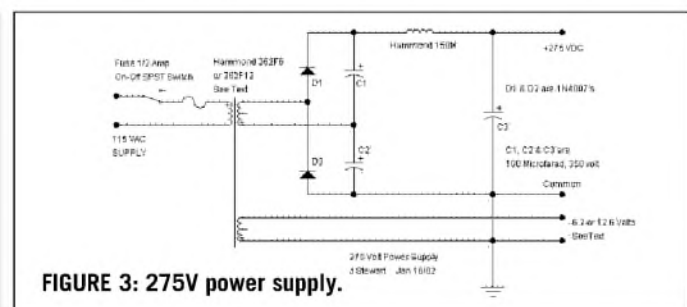 Fuse 1/2 Amp
On-Off SPST Switch
115 VAC
SUPPLY
Hammond 262F6
w/ 262F12
See Text
D1
D2
C1
C2
Hammond 159M
+275 VDC
D1 & D2 are 1N4007's
C3
C1, C2 & C3 are
100 Microfarad, 350 volt
Common
6.3 or 12.6 Volts
See Text
275 Volt Power Supply
J Stewart Jan 16/02
FIGURE 3: 275V power supply.